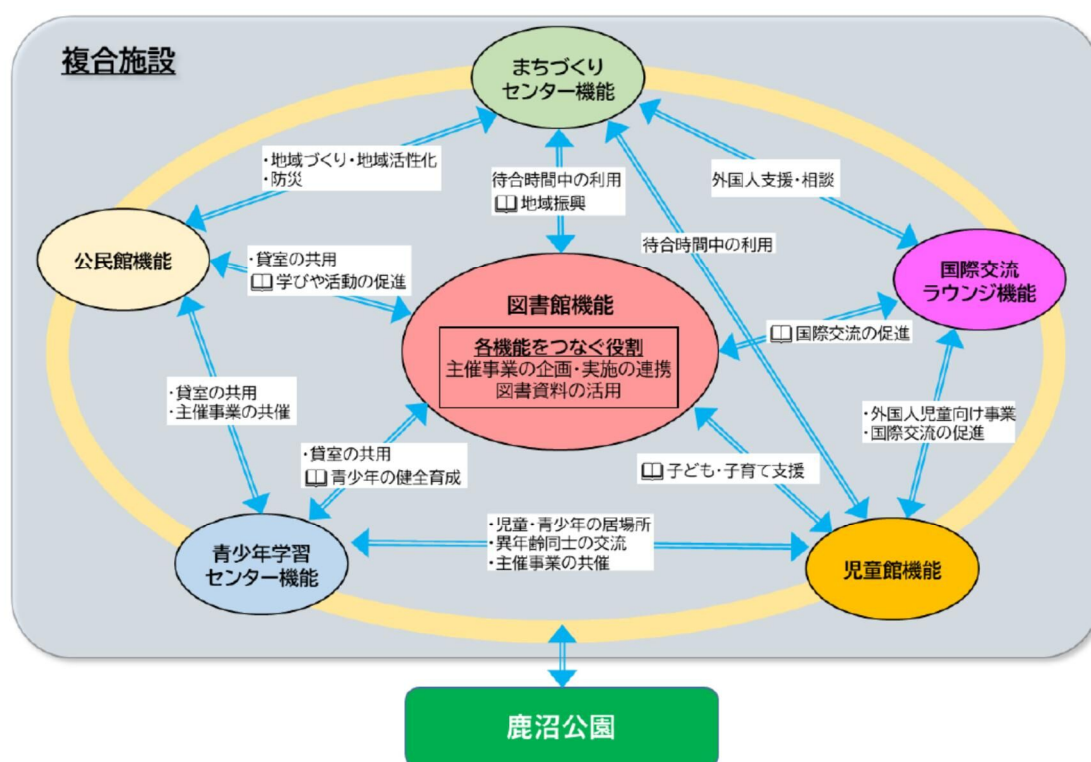 複合施設
まちづくり
センター機能
・地域づくり・地域活性化
・防災
待合時間中の利用
地域振興
外国人支援・相談
待合時間中の利用
公民館機能
・貸室の共用
学びや活動の促進
国際交流
ラウンジ機能
図書館機能
各機能をつなぐ役割
主催事業の企画・実施の連携
図書資料の活用
国際交流の促進
・貸室の共用
・主催事業の共催
・外国人児童向け事業
・国際交流の促進
・貸室の共用
青少年の健全育成
子ども・子育て支援
青少年学習
センター機能
・児童・青少年の居場所
・異年齢同士の交流
・主催事業の共催
児童館機能
鹿沼公園